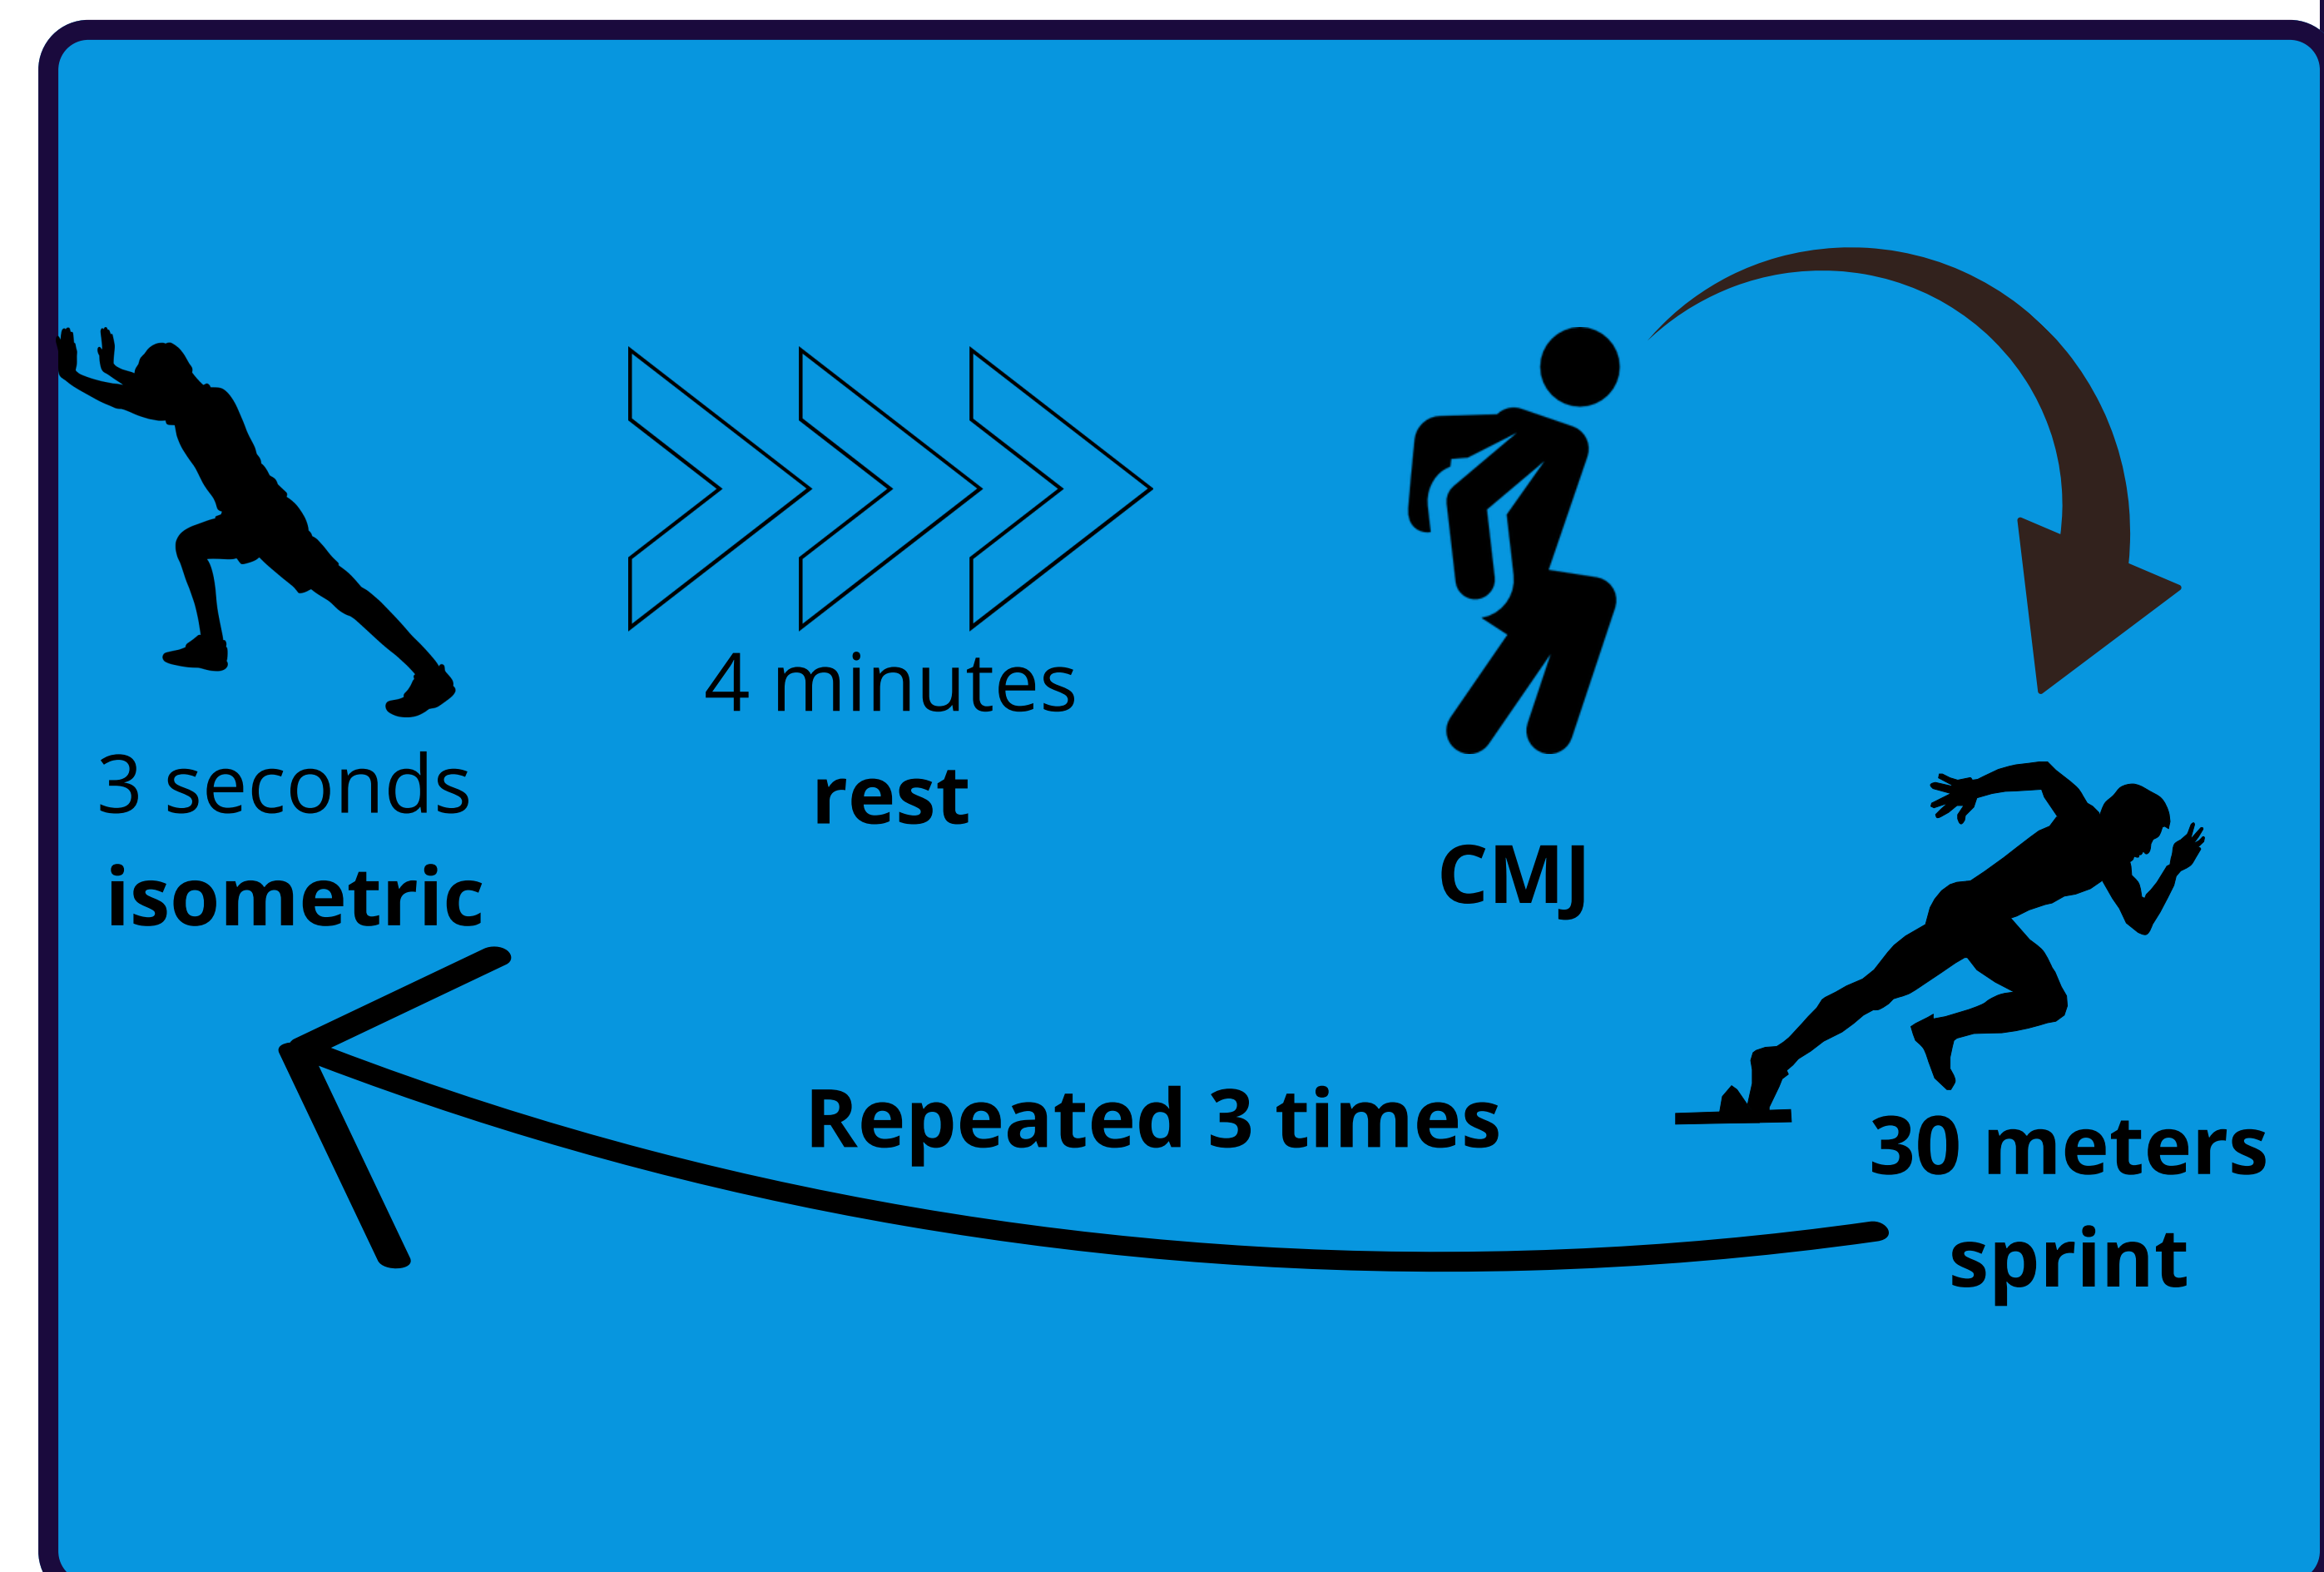 3 seconds
isometric
4 minutes
rest
CMJ
Repeated 3 times
30 meters
sprint